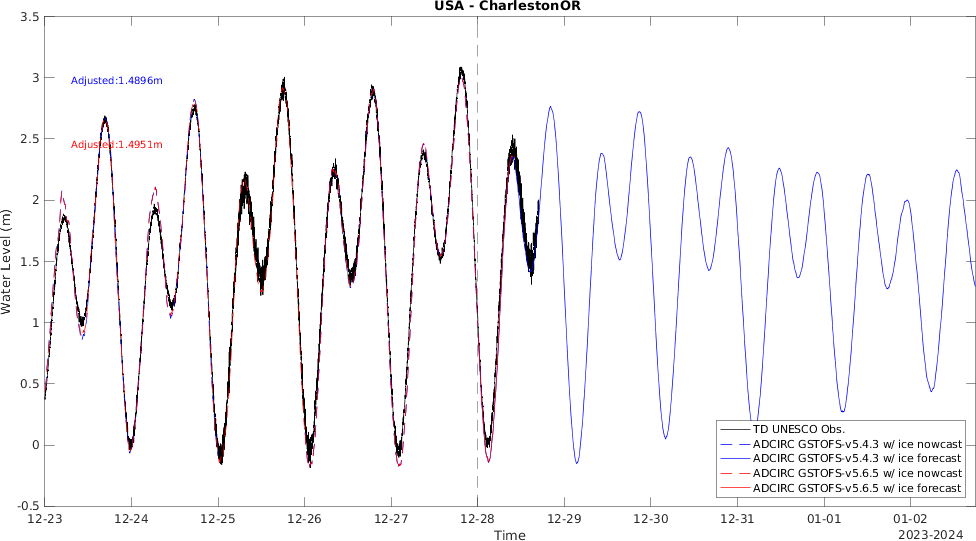 USA - CharlestonOR
3.5
3
2.5
2
1.5
1
0.5
0
-0.5
Water Level (m)
Adjusted:1.4896m
Adjusted:1.4951m
TD UNESCO Obs.
ADCIRC GSTOFS-v5.4.3 w/ ice nowcast
ADCIRC GSTOFS-v5.4.3 w/ ice forecast
ADCIRC GSTOFS-v5.6.5 w/ ice nowcast
ADCIRC GSTOFS-v5.6.5 w/ ice forecast
12-23 12-24 12-25 12-26 12-27 12-28 12-29 12-30 12-31 01-01 01-02
Time
2023-2024